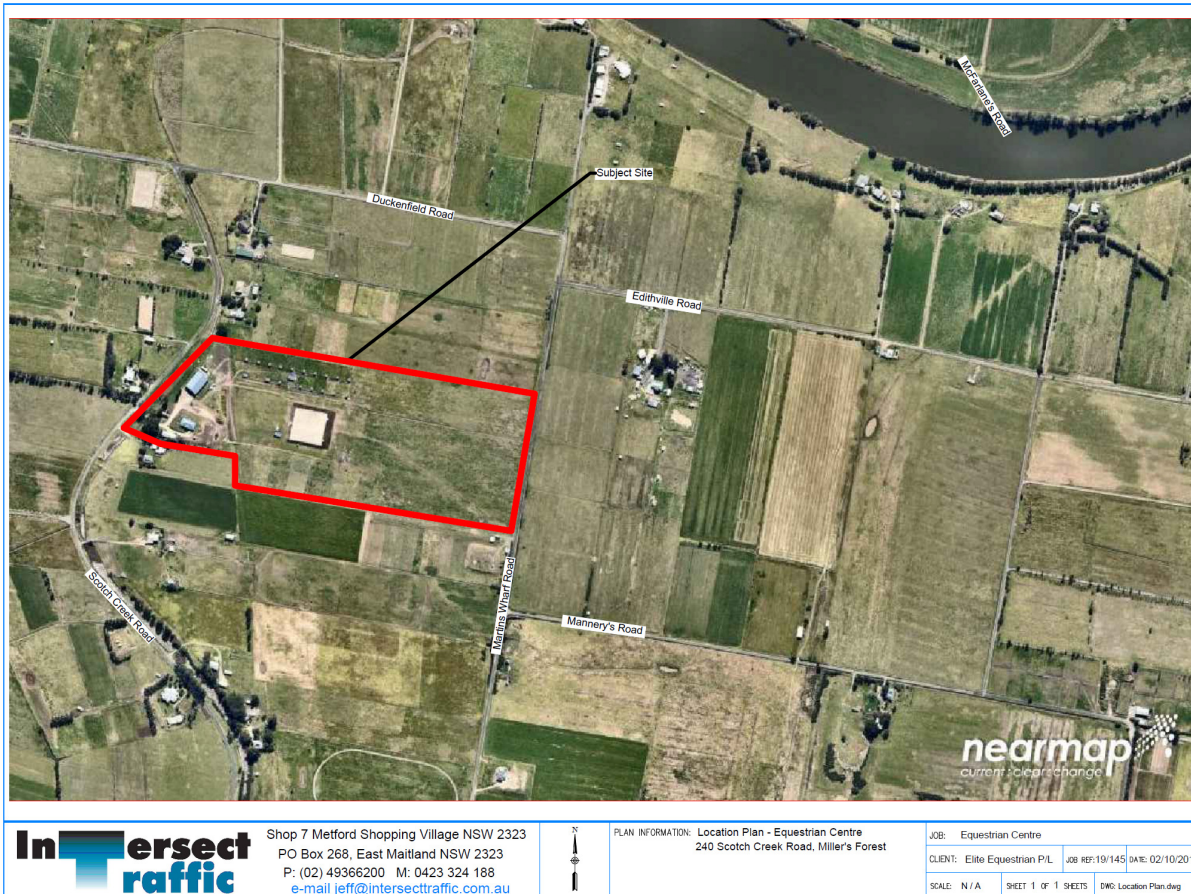 McFarlane's Road
Subject Site
Duckenfield Road
Edithville Road
Scotch Creek Road
Martins Wharf Road
Mannery's Road
nearmap
current:clear:change
Intersect
Traffic
Shop 7 Metford Shopping Village NSW 2323
PO Box 268, East Maitland NSW 2323
P: (02) 49366200 M: 0423 324 188
e-mail jeff@intersecttraffic.com.au
N
PLAN INFORMATION: Location Plan - Equestrian Centre
240 Scotch Creek Road, Miller's Forest
JOB: Equestrian Centre
CLIENT: Elite Equestrian P/L JOB REF: 19/145 DATE: 02/10/201
SCALE: N / A SHEET 1 OF 1 SHEETS DWG: Location Plan.dwg